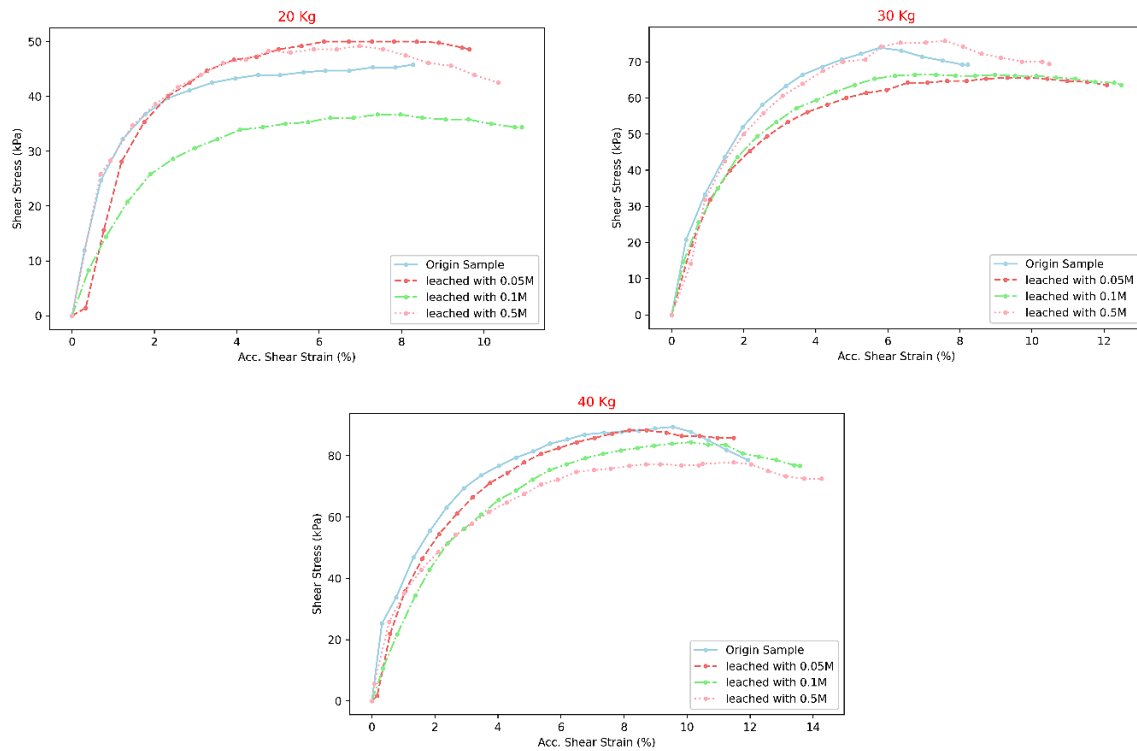 20 Kg
50
40
30
20
10
0
Shear Stress (kPa)
0 2 4 6 8 10
Acc. Shear Strain (%)
Origin Sample
leached with 0.05M
leached with 0.1M
leached with 0.5M
30 Kg
70
60
50
40
30
20
10
0
Shear Stress (kPa)
0 2 4 6 8 10 12
Acc. Shear Strain (%)
Origin Sample
leached with 0.05M
leached with 0.1M
leached with 0.5M
40 Kg
80
60
40
20
0
Shear Stress (kPa)
0 2 4 6 8 10 12 14
Acc. Shear Strain (%)
Origin Sample
leached with 0.05M
leached with 0.1M
leached with 0.5M